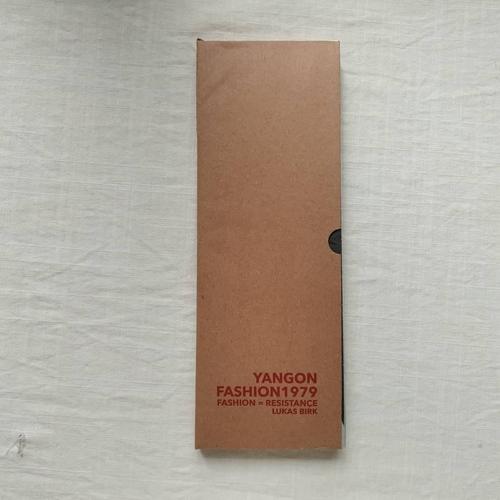 YANGON
FASHION1979
FASHION = RESISTANCE
LUKAS BIRK